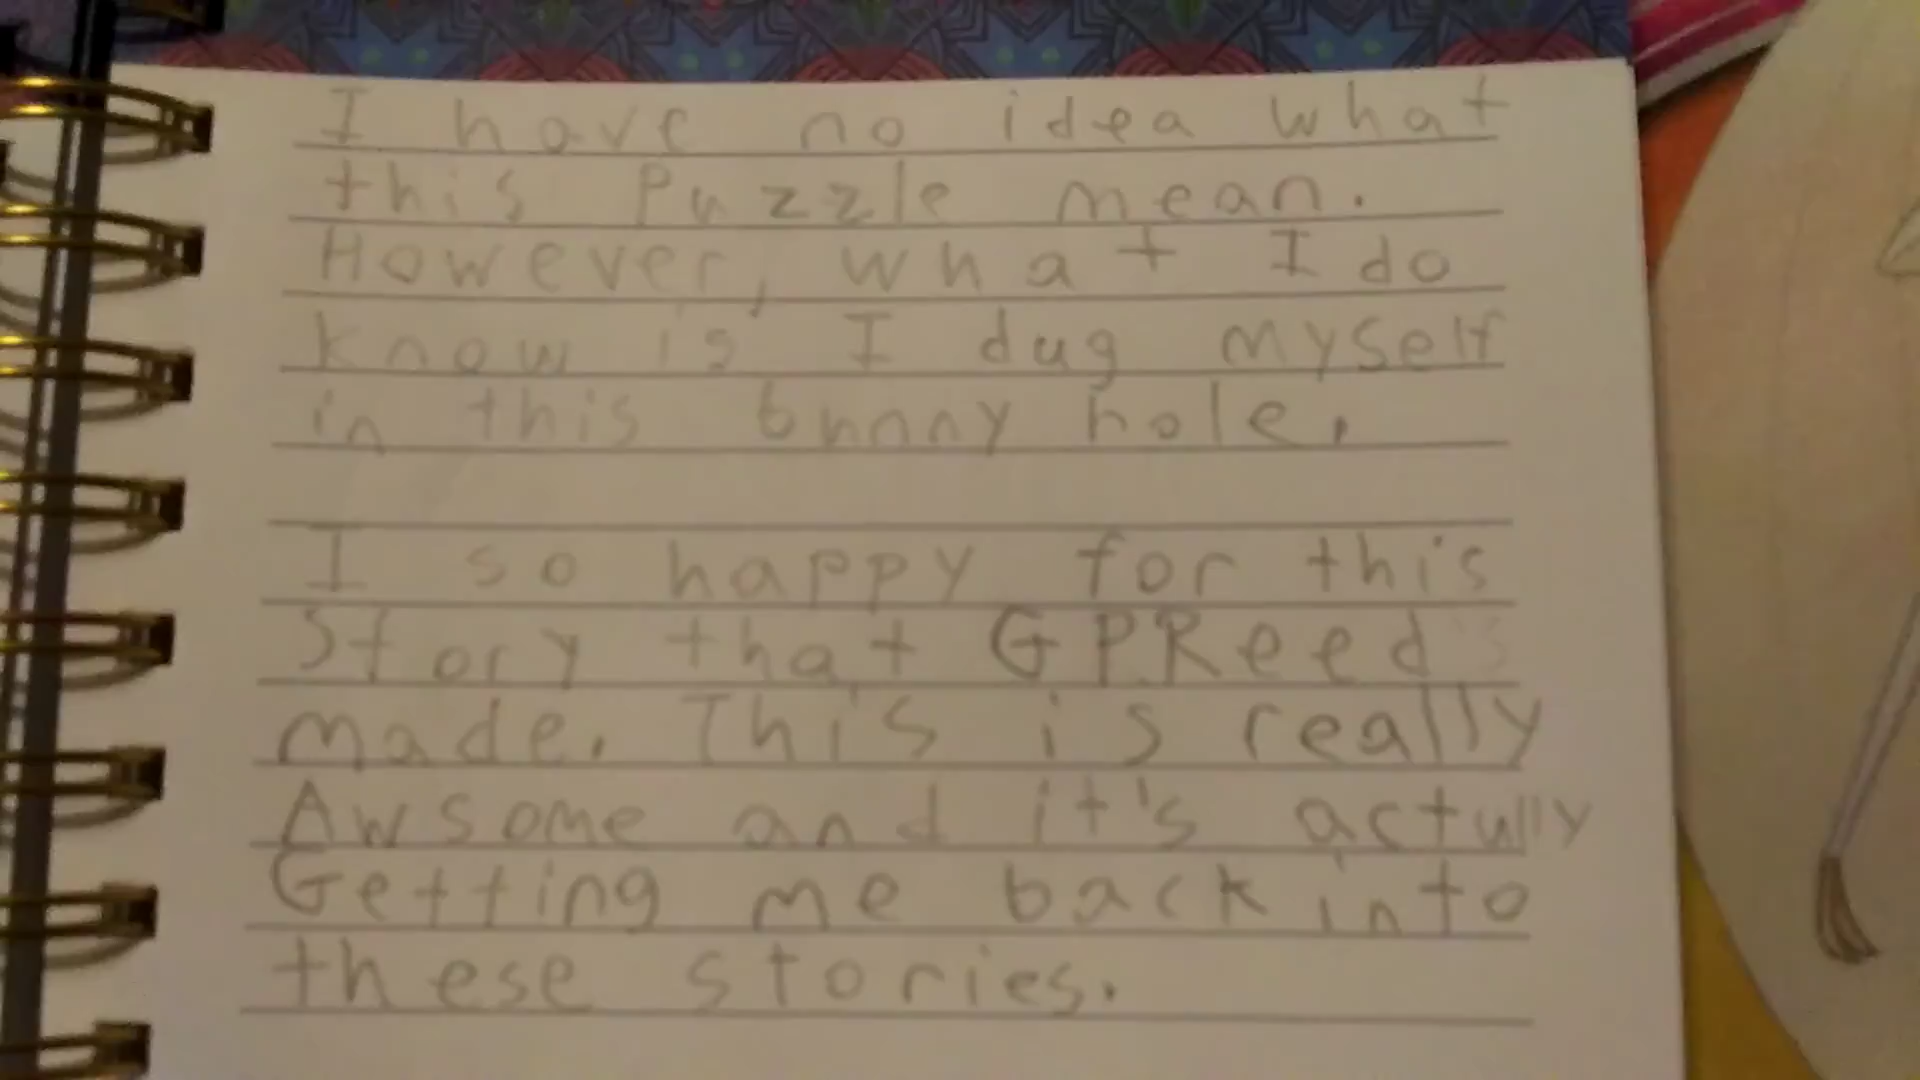 I have no idea what
this Puzzle mean.
However, what I do
know is I dug myself
in this bunny hole.
I so happy for this
Story that GPReed
made. This is really
Awsome and it's actully
Getting me back into
these stories.